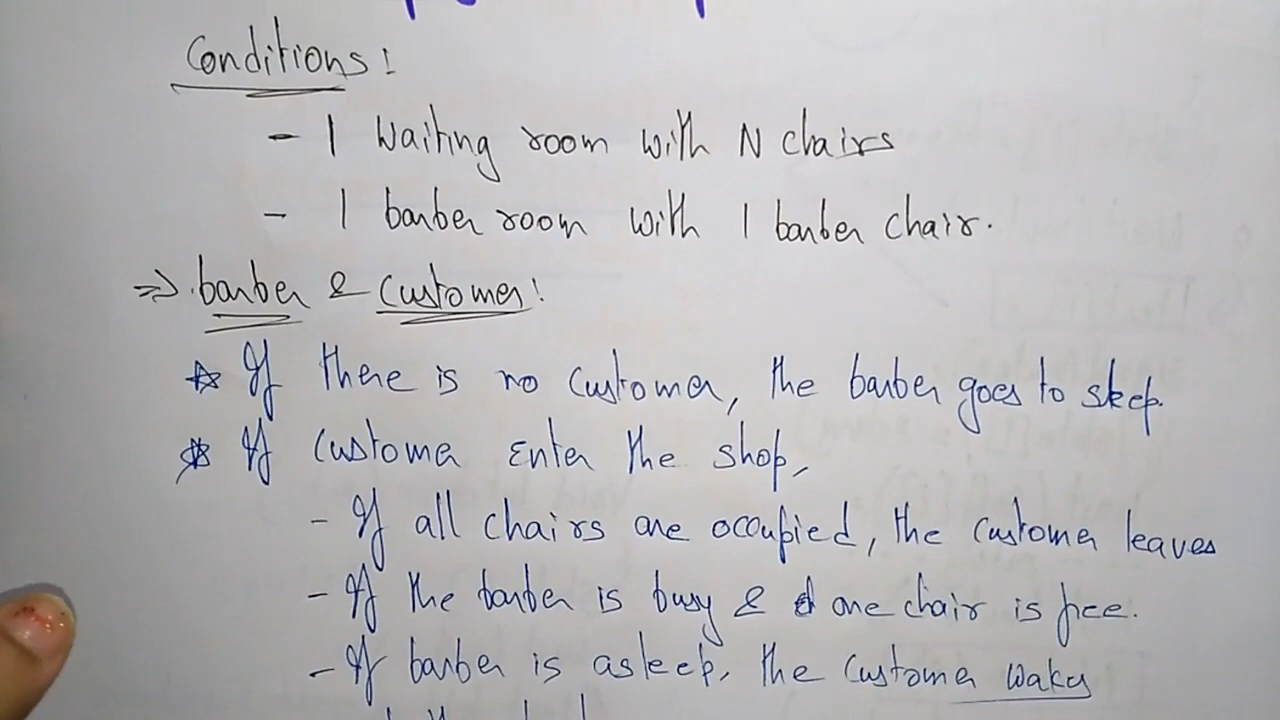 Conditions:
- 1 Waiting room with N chairs
- 1 barber room with 1 barber chair.
⇒ barber & Customer:
☆ If there is no Customer, the barber goes to sleep.
☆ If Customer Enter the shop,
- If all chairs are occupied, the Customer leaves
- If the barber is busy & one chair is free.
- If barber is asleep, the Customer wakes